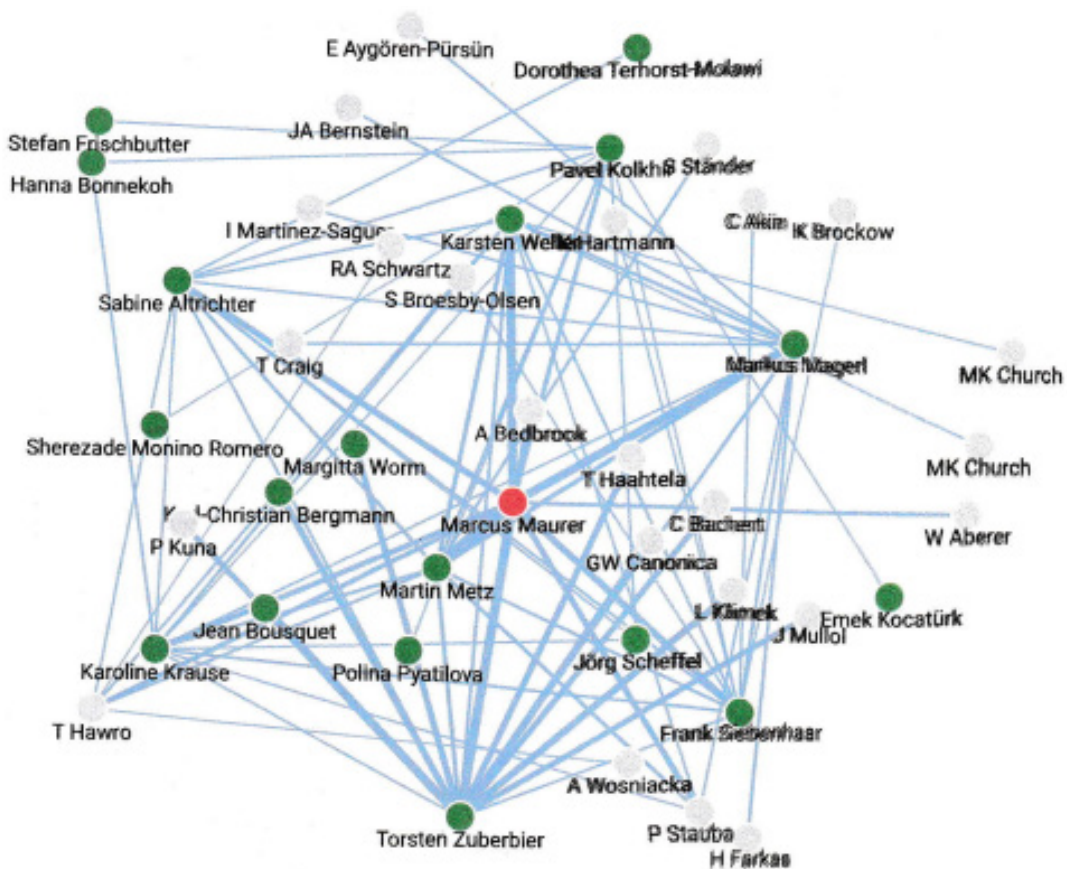 E Aygören-Pürsün
Dorothea Terhorst-Molawi
JA Bernstein
Stefan Frischbutter
Hanna Bonnekoh
Pavel Kolkhir
S Ständer
I Martinez-Saguer
Karsten Weller
Hartmann
C Akin
K Brockow
RA Schwartz
S Broesby-Olsen
Sabine Altrichter
T Craig
Markus Magerl
MK Church
A Bedbrook
Sherezade Monino Romero
Margitta Worm
T Haahtela
MK Church
Christian Bergmann
Marcus Maurer
C Bachert
W Aberer
P Kuna
GW Canonica
Martin Metz
L Klimek
Emek Kocatürk
Jean Bousquet
J Mullol
Karoline Krause
Polina Pyatilova
Jörg Scheffel
T Hawro
Frank Siebenhaar
A Wosniacka
Torsten Zuberbier
P Stauba
H Farkas